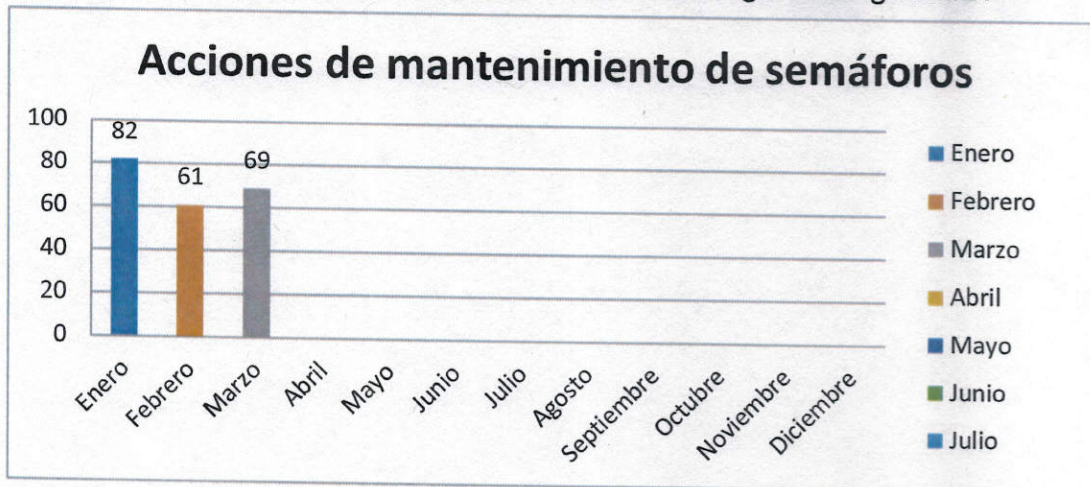 Acciones de mantenimiento de semáforos
100
80
60
40
20
0
82
61
69
Enero
Febrero
Marzo
Abril
Mayo
Junio
Julio
Agosto
Septiembre
Octubre
Noviembre
Diciembre
Enero
Febrero
Marzo
Abril
Mayo
Junio
Julio